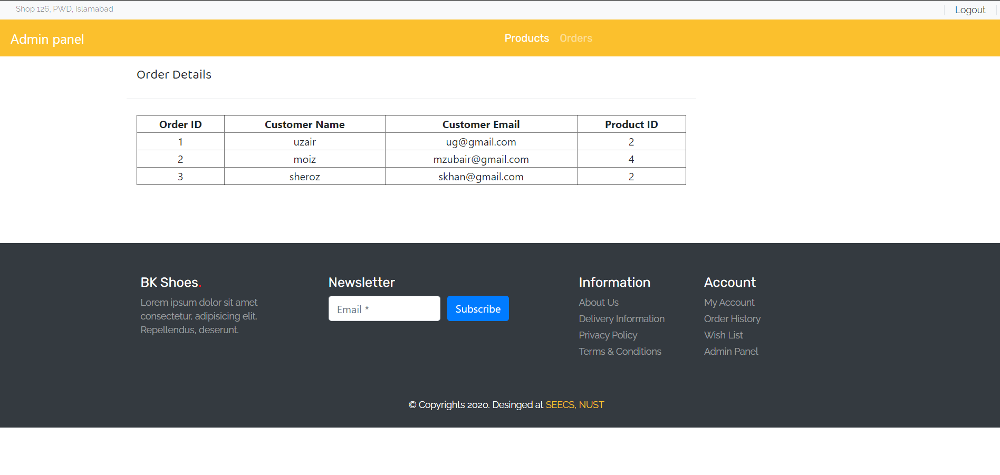 Shop 126, PWD, Islamabad
Logout
Admin panel
Products Orders
Order Details
Order ID Customer Name Customer Email Product ID
1 uzair ug@gmail.com 2
2 moiz mzubair@gmail.com 4
3 sheroz skhan@gmail.com 2
BK Shoes.
Lorem ipsum dolor sit amet
consectetur, adipisicing elit.
Repellendus, deserunt.
Newsletter
Email *
Subscribe
Information
About Us
Delivery Information
Privacy Policy
Terms & Conditions
Account
My Account
Order History
Wish List
Admin Panel
© Copyrights 2020. Desinged at SEECS, NUST